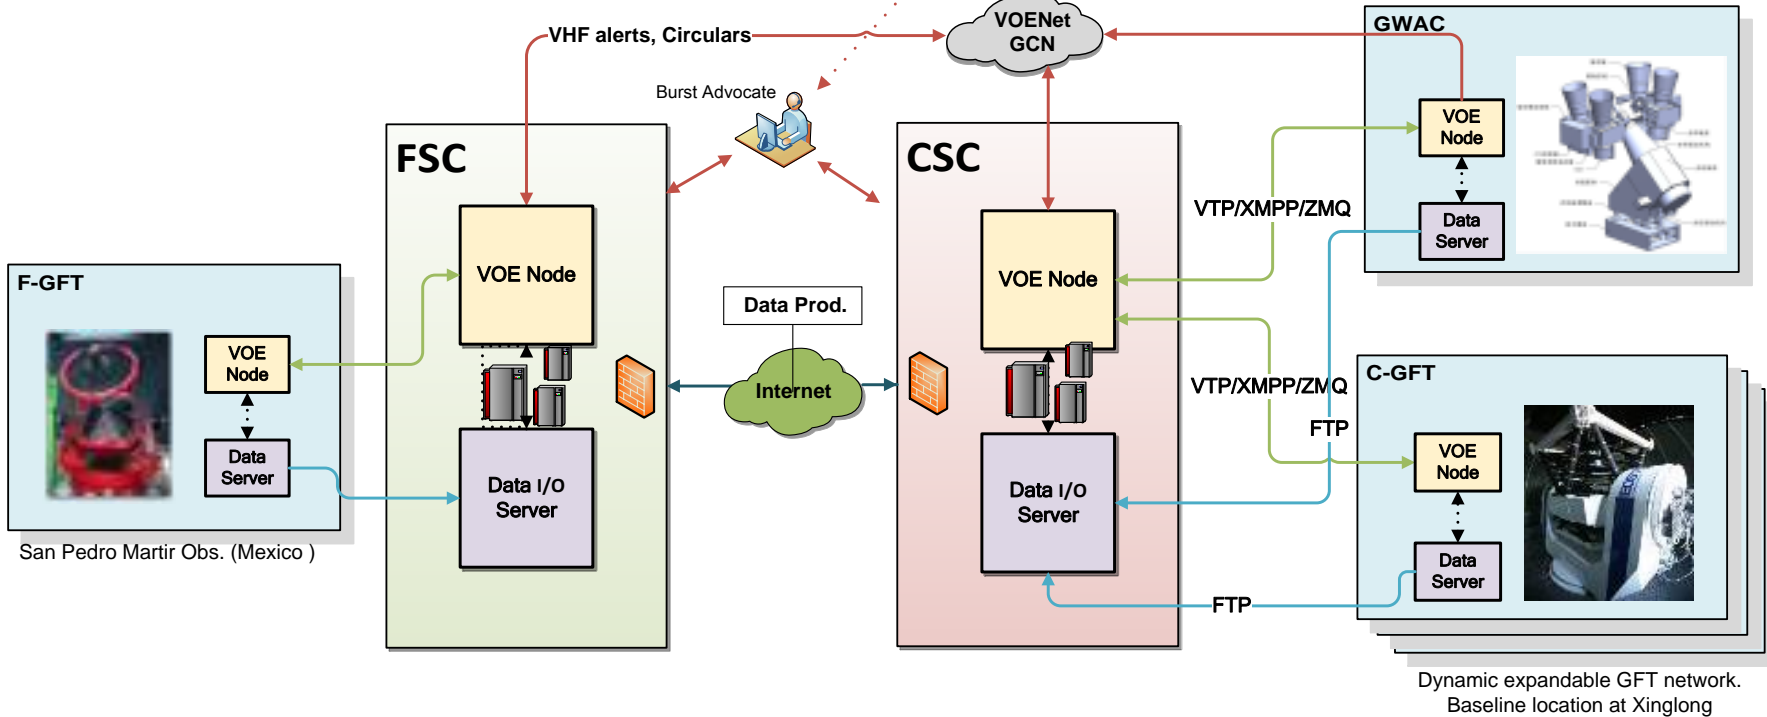 VOENet
GCN
VHF alerts, Circulars
Burst Advocate
FSC
VOE Node
Data I/O
Server
F-GFT
VOE
Node
Data
Server
San Pedro Martir Obs. (Mexico )
Data Prod.
Internet
CSC
VOE Node
Data I/O
Server
VTP/XMPP/ZMQ
VTP/XMPP/ZMQ
FTP
FTP
GWAC
VOE
Node
Data
Server
C-GFT
VOE
Node
Data
Server
Dynamic expandable GFT network.
Baseline location at Xinglong